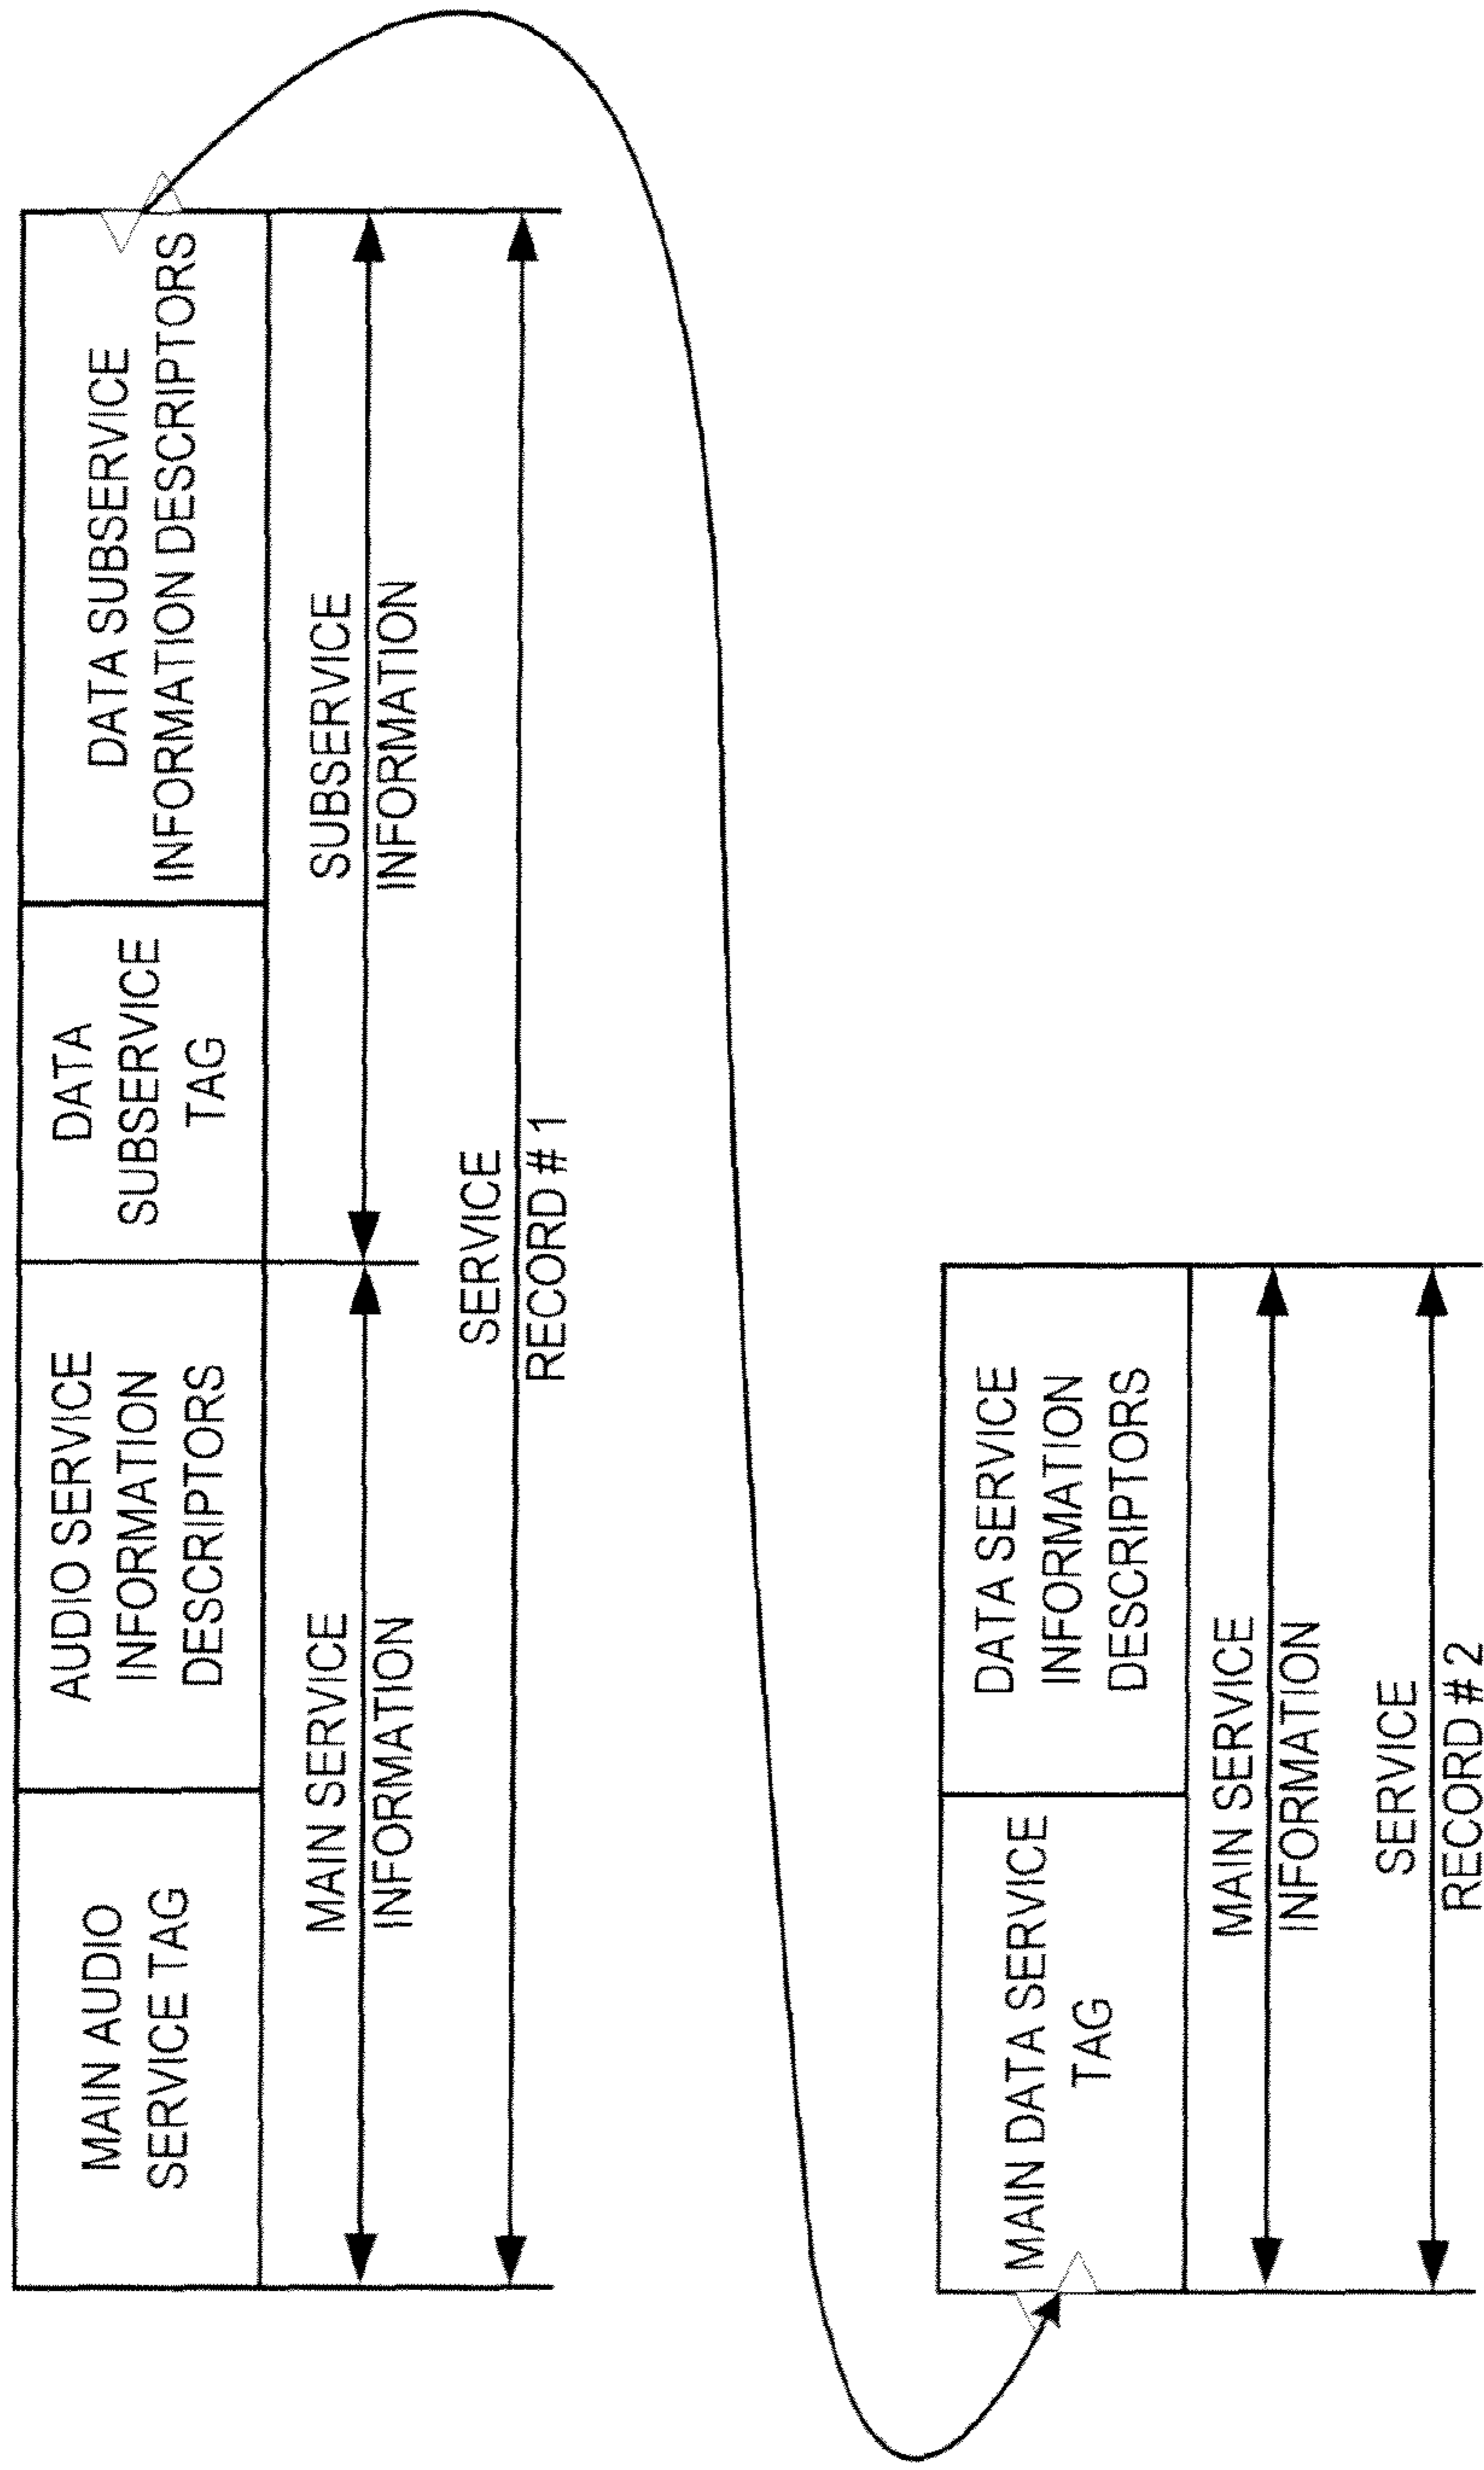 MAIN AUDIO
SERVICE TAG
AUDIO SERVICE
INFORMATION
DESCRIPTORS
DATA
SUBSERVICE
TAG
DATA SUBSERVICE
INFORMATION DESCRIPTORS
MAIN SERVICE
INFORMATION
SUBSERVICE
INFORMATION
SERVICE
RECORD # 1
MAIN DATA SERVICE
TAG
DATA SERVICE
INFORMATION
DESCRIPTORS
MAIN SERVICE
INFORMATION
SERVICE
RECORD # 2